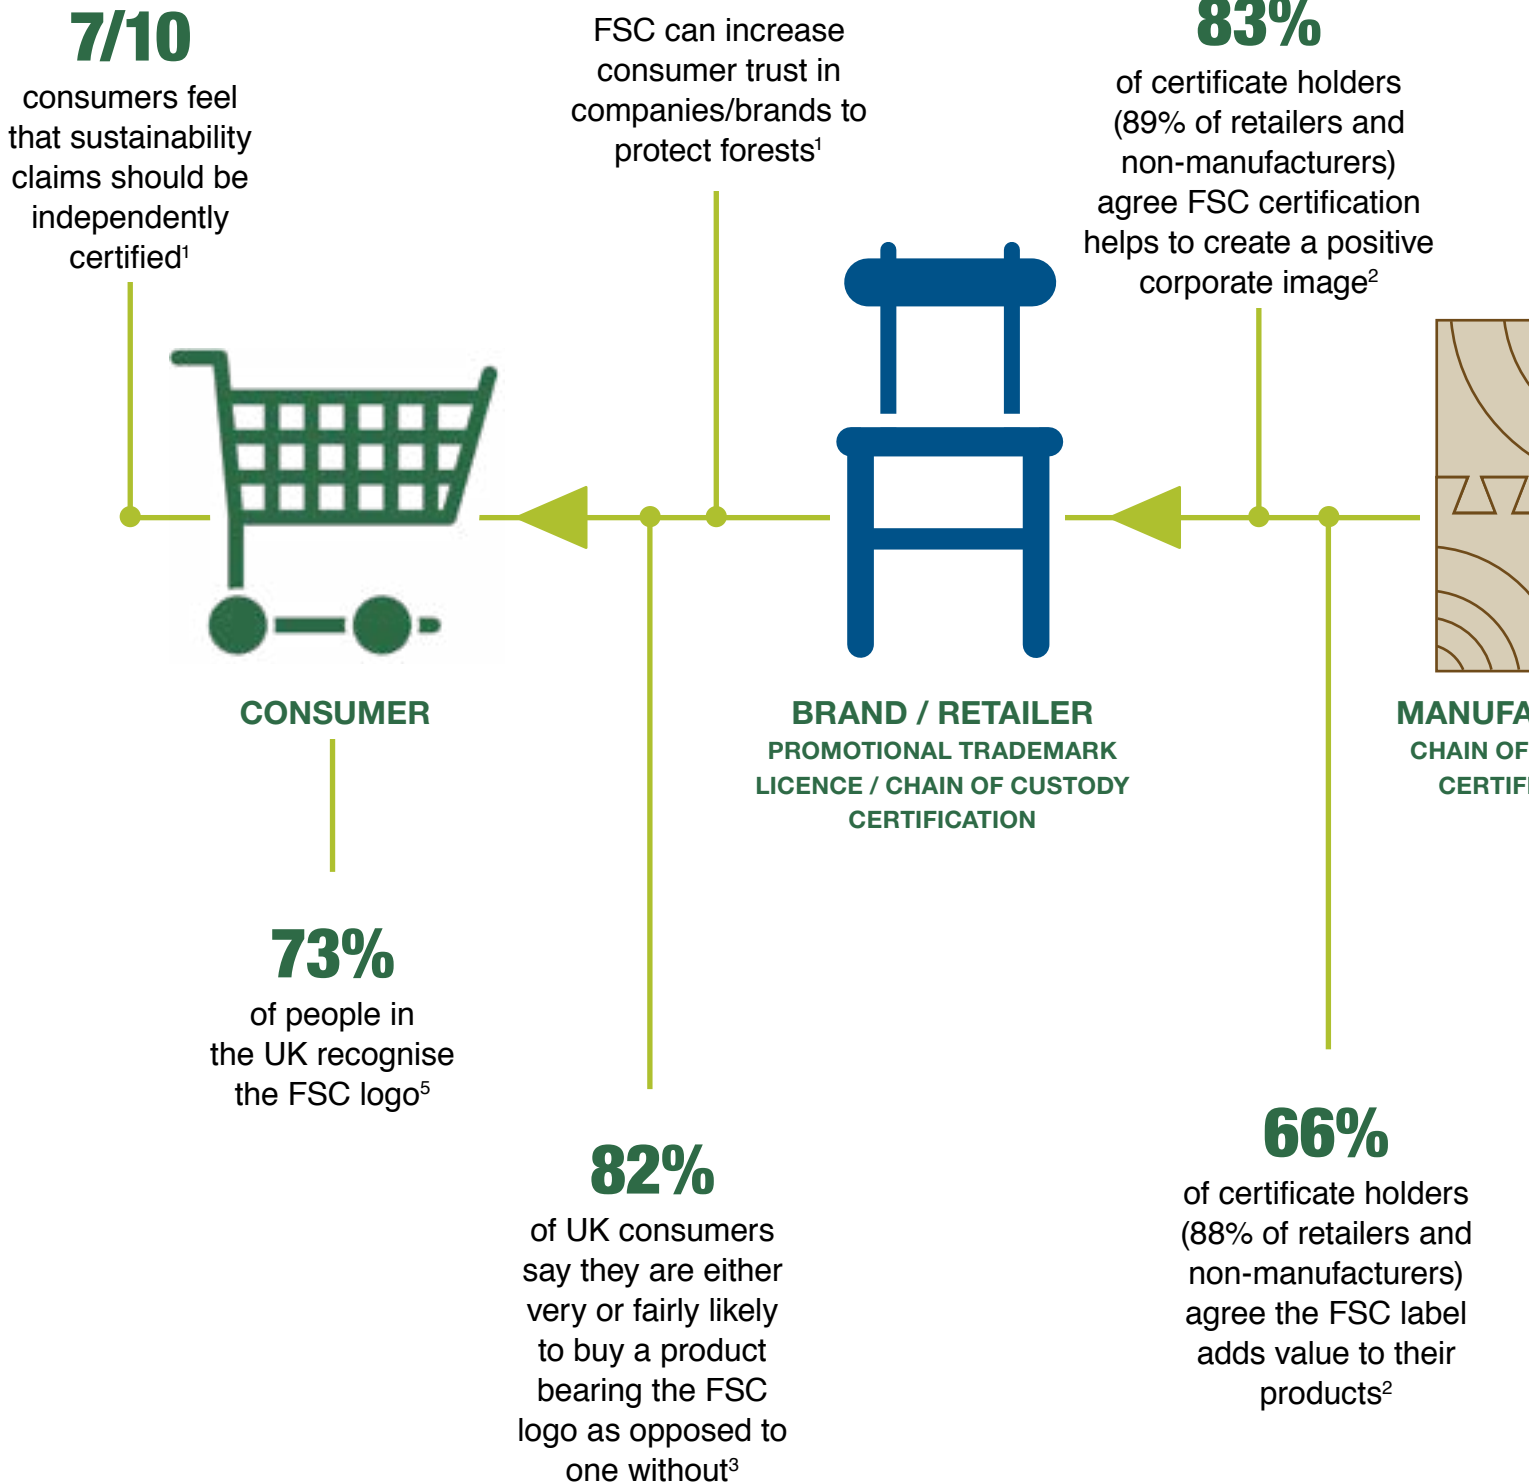 7/10
consumers feel
that sustainability
claims should be
independently
certified¹
FSC can increase
consumer trust in
companies/brands to
protect forests¹
83%
of certificate holders
(89% of retailers and
non-manufacturers)
agree FSC certification
helps to create a positive
corporate image²
CONSUMER
BRAND / RETAILER
PROMOTIONAL TRADEMARK
LICENCE / CHAIN OF CUSTODY
CERTIFICATION
CHAIN OF
73%
of people in
the UK recognise
the FSC logo⁵
82%
of UK consumers
say they are either
very or fairly likely
to buy a product
bearing the FSC
logo as opposed to
one without³
66%
of certificate holders
(88% of retailers and
non-manufacturers)
agree the FSC label
adds value to their
products²